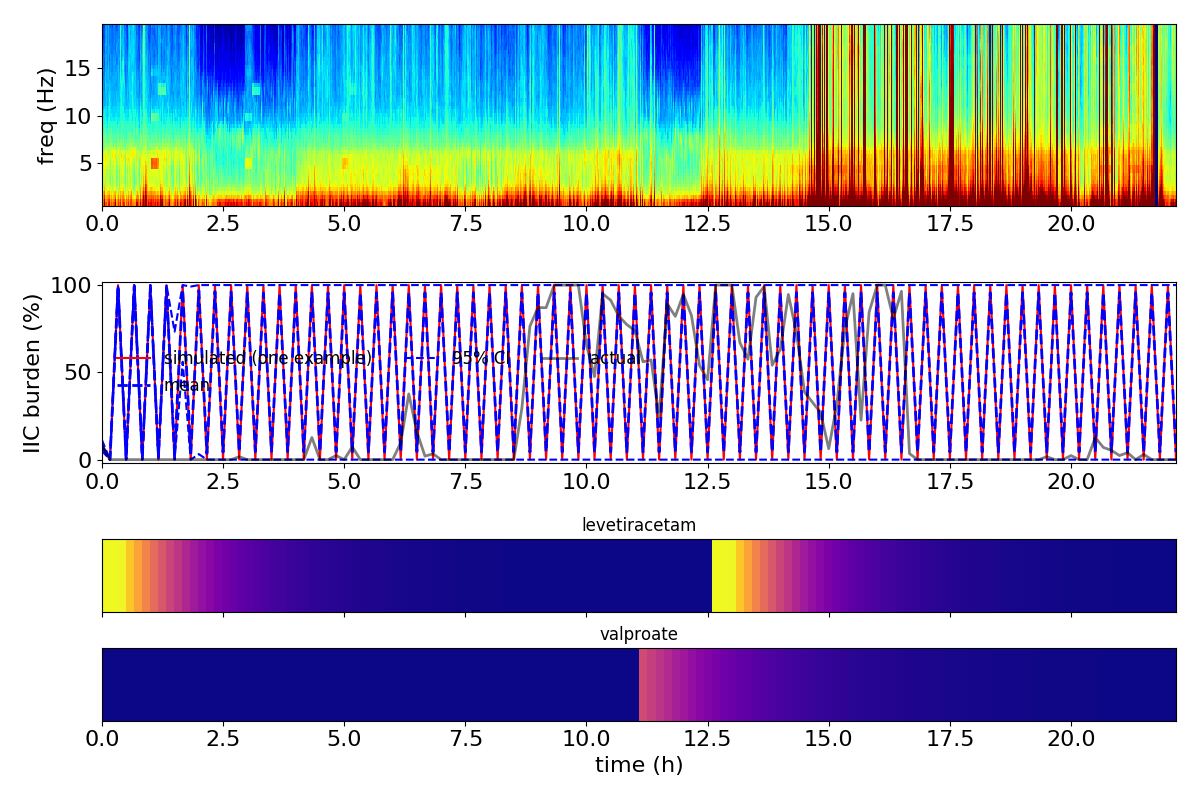 freq (Hz)
15
10
5
0.0 2.5 5.0 7.5 10.0 12.5 15.0 17.5 20.0
IIC burden (%)
100
50
0
simulated (one example) 95% CI actual
mean
0.0 2.5 5.0 7.5 10.0 12.5 15.0 17.5 20.0
levetiracetam
valproate
0.0 2.5 5.0 7.5 10.0 12.5 15.0 17.5 20.0
time (h)